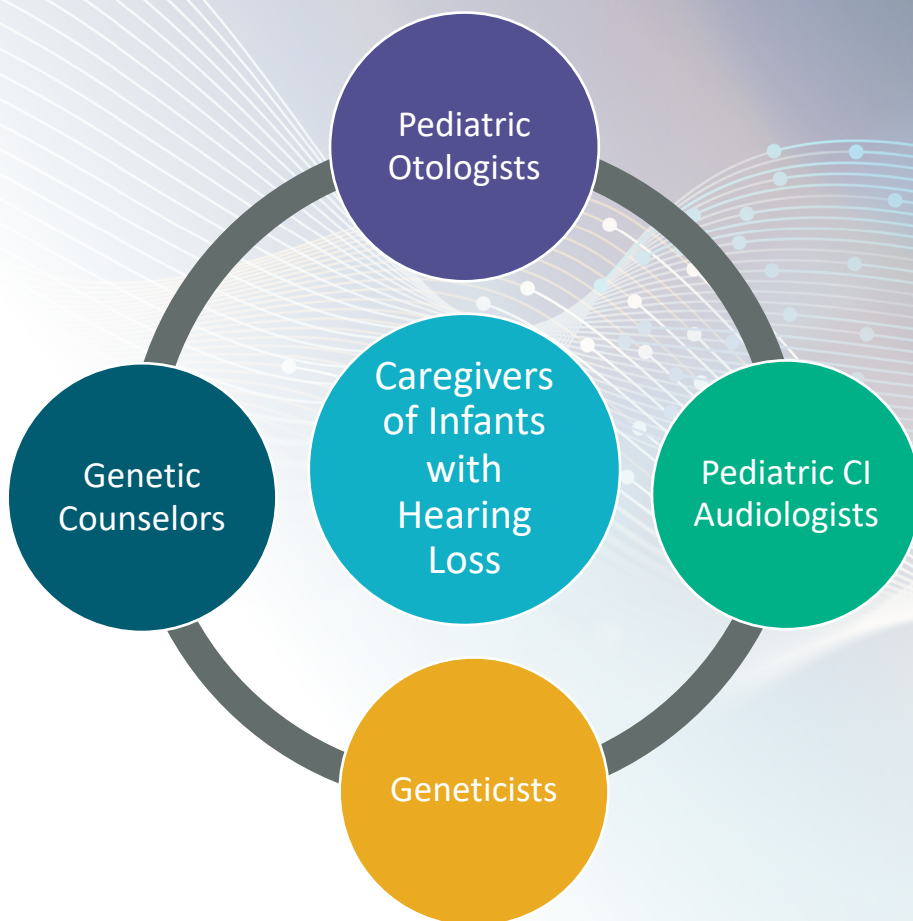 Pediatric
Otologists
Caregivers
of Infants
with
Hearing
Loss
Genetic
Counselors
Pediatric CI
Audiologists
Geneticists